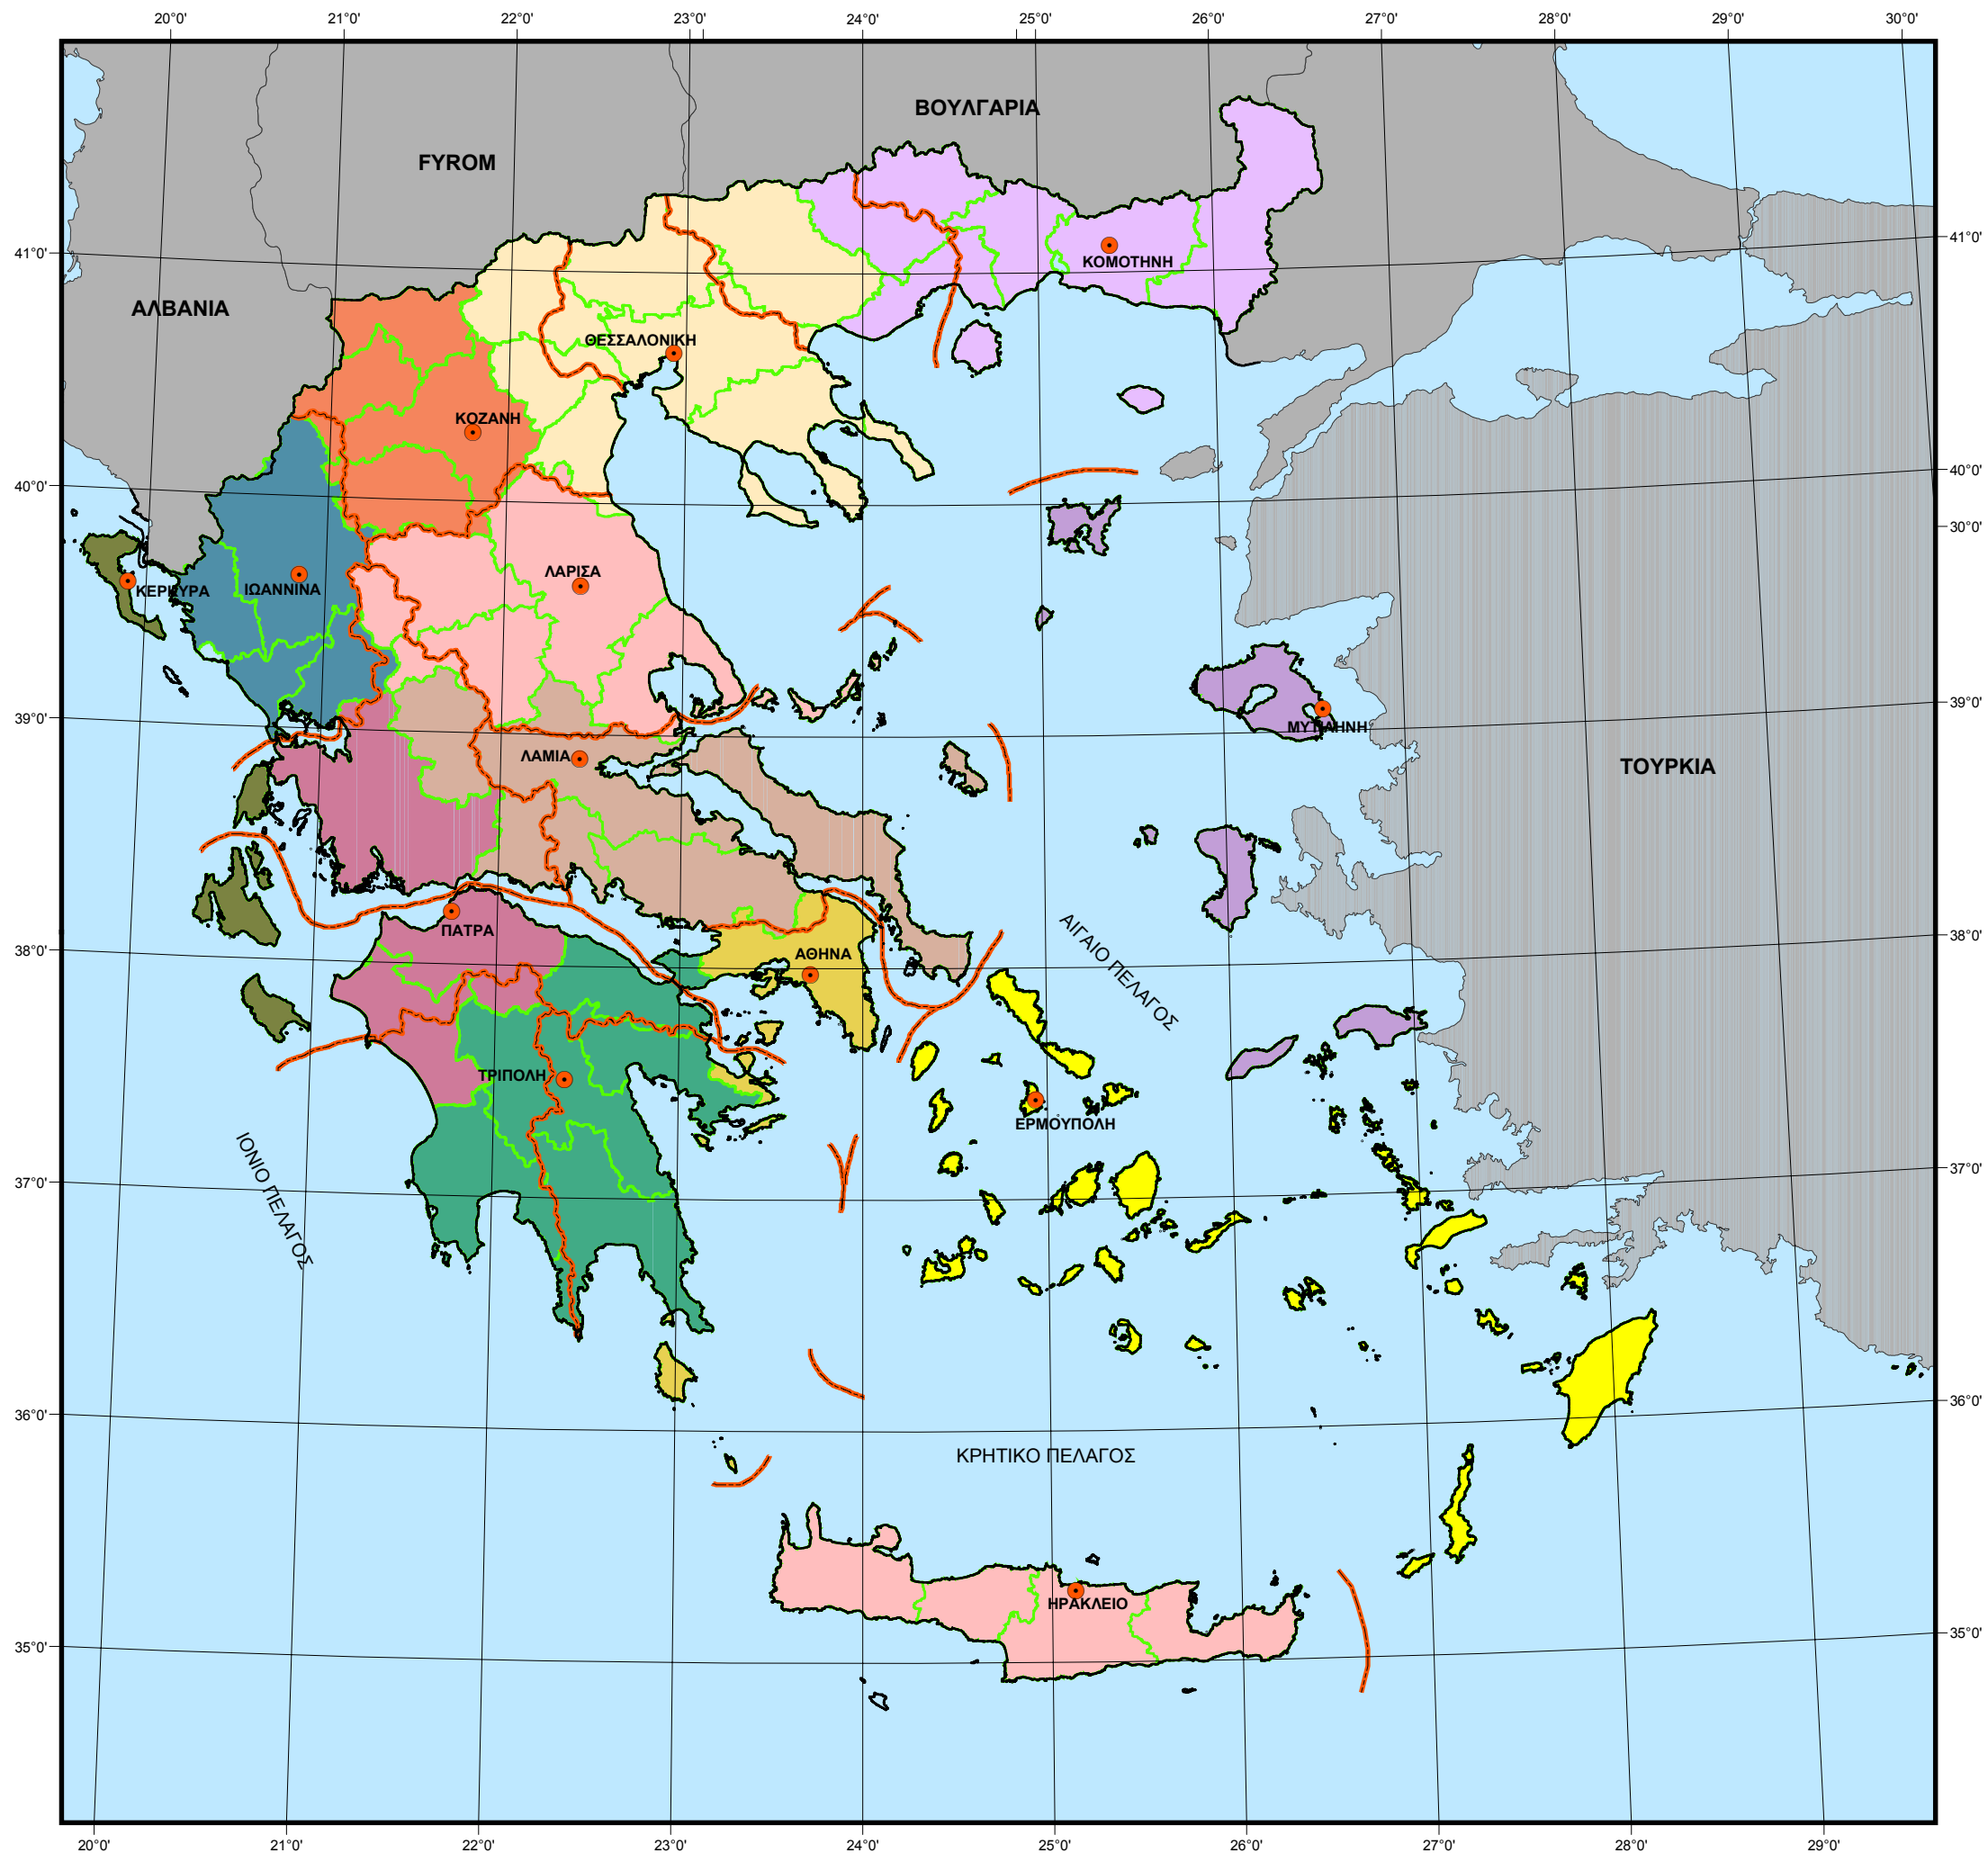 20°0' 21°0' 22°0' 23°0' 24°0' 25°0' 26°0' 27°0' 28°0' 29°0' 30°0'
ΒΟΥΛΓΑΡΙΑ
FYROM
41°0' 41°0'
ΚΟΜΟΤΗΝΗ
ΑΛΒΑΝΙΑ
ΘΕΣΣΑΛΟΝΙΚΗ
ΚΟΖΑΝΗ
40°0' 40°0'
30°0'
ΛΑΡΙΣΑ
ΚΕΡΚΥΡΑ ΙΩΑΝΝΙΝΑ
39°0' 39°0'
ΜΥΤΙΛΗΝΗ
ΛΑΜΙΑ
ΤΟΥΡΚΙΑ
ΠΑΤΡΑ
38°0' 38°0'
ΑΘΗΝΑ
ΑΙΓΑΙΟ ΠΕΛΑΓΟΣ
ΤΡΙΠΟΛΗ
ΕΡΜΟΥΠΟΛΗ
37°0' 37°0'
ΙΟΝΙΟ ΠΕΛΑΓΟΣ
36°0' 36°0'
ΚΡΗΤΙΚΟ ΠΕΛΑΓΟΣ
ΗΡΑΚΛΕΙΟ
35°0' 35°0'
20°0' 21°0' 22°0' 23°0' 24°0' 25°0' 26°0' 27°0' 28°0' 29°0'